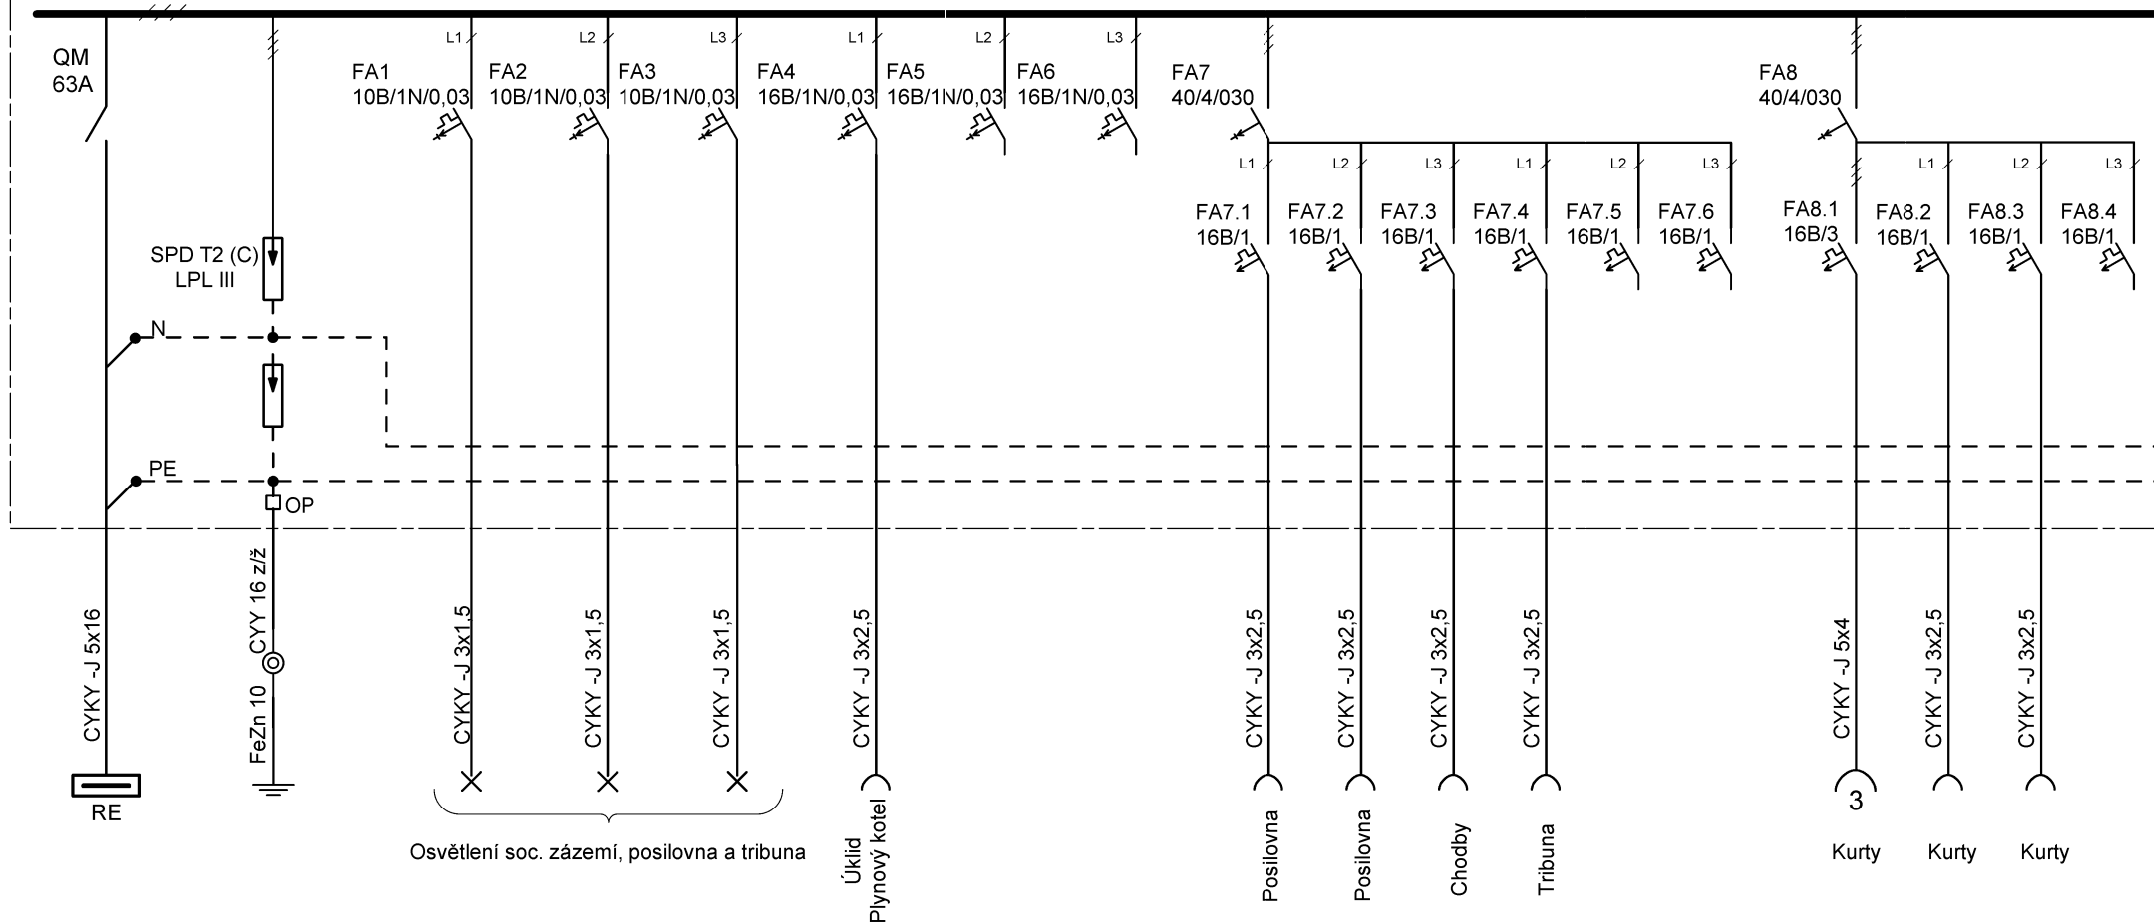 QM
63A
L1
L2
L3
L1
L2
L3
FA1
10B/1N/0,03
FA2
10B/1N/0,03
FA3
10B/1N/0,03
FA4
16B/1N/0,03
FA5
16B/1N/0,03
FA6
16B/1N/0,03
FA7
40/4/030
FA8
40/4/030
L1
L2
L3
L1
L2
L3
L1
L2
L3
FA7.1
16B/1
FA7.2
16B/1
FA7.3
16B/1
FA7.4
16B/1
FA7.5
16B/1
FA7.6
16B/1
FA8.1
16B/3
FA8.2
16B/1
FA8.3
16B/1
FA8.4
16B/1
SPD T2 (C)
LPL III
N
PE
OP
CYKY -J 5x16
CYY 16 z/ž
FeZn 10
CYKY -J 3x1,5
CYKY -J 3x1,5
CYKY -J 3x1,5
CYKY -J 3x2,5
CYKY -J 3x2,5
CYKY -J 3x2,5
CYKY -J 3x2,5
CYKY -J 3x2,5
CYKY -J 5x4
CYKY -J 3x2,5
CYKY -J 3x2,5
RE
3
Osvětlení soc. zázemí, posilovna a tribuna
Úklid
Plynový kotel
Posilovna
Posilovna
Chodby
Tribuna
Kurty
Kurty
Kurty